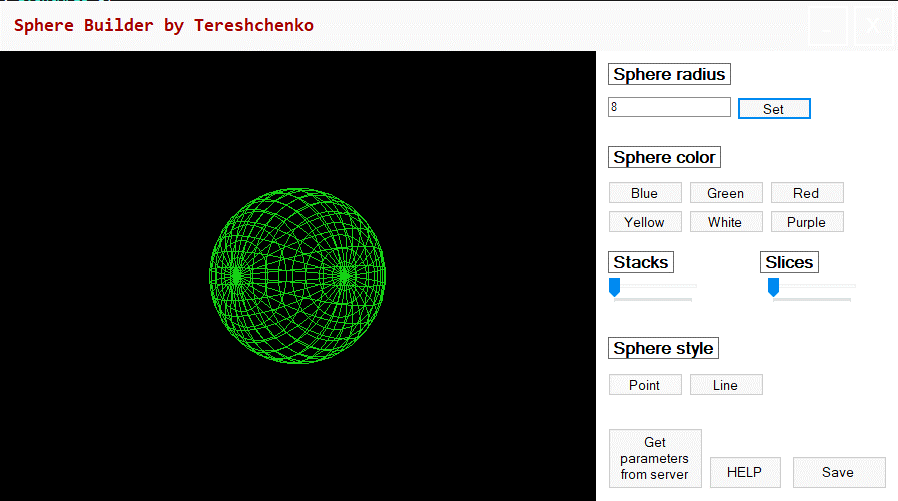 Sphere Builder by Tereshchenko
Sphere radius
8
Set
Sphere color
Blue Green Red
Yellow White Purple
Stacks Slices
Sphere style
Point Line
Get
parameters
from server
HELP Save